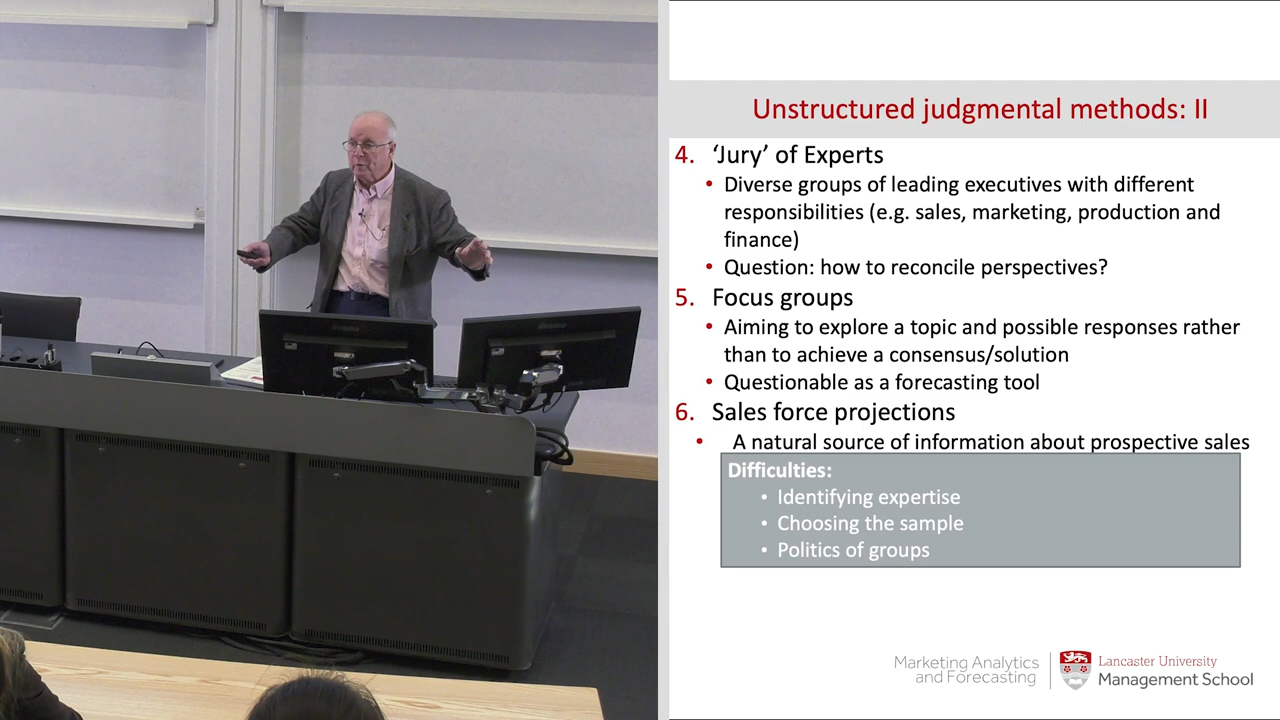 Unstructured judgmental methods: II
4. ‘Jury’ of Experts
• Diverse groups of leading executives with different
responsibilities (e.g. sales, marketing, production and
finance)
• Question: how to reconcile perspectives?
5. Focus groups
• Aiming to explore a topic and possible responses rather
than to achieve a consensus/solution
• Questionable as a forecasting tool
6. Sales force projections
• A natural source of information about prospective sales
Difficulties:
• Identifying expertise
• Choosing the sample
• Politics of groups
Marketing Analytics
and Forecasting
Lancaster University
Management School